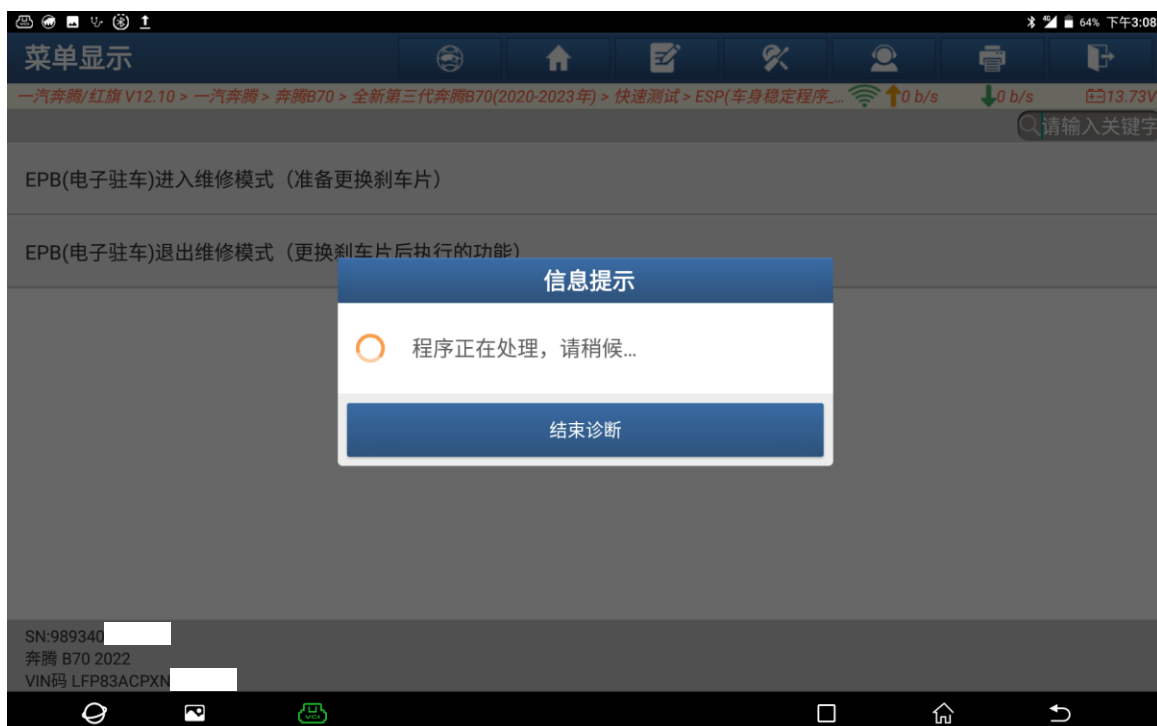 64% 下午3:08
菜单显示
一汽奔腾/红旗 V12.10 > 一汽奔腾 > 奔腾B70 > 全新第三代奔腾B70(2020-2023年) > 快速测试 > ESP(车身稳定程序_... 0 b/s 0 b/s 13.73V
请输入关键字
EPB(电子驻车)进入维修模式（准备更换刹车片）
EPB(电子驻车)退出维修模式（更换刹车片后执行的功能）
信息提示
程序正在处理，请稍候...
结束诊断
SN:989340
奔腾 B70 2022
VIN码 LFP83ACPXN
VCI